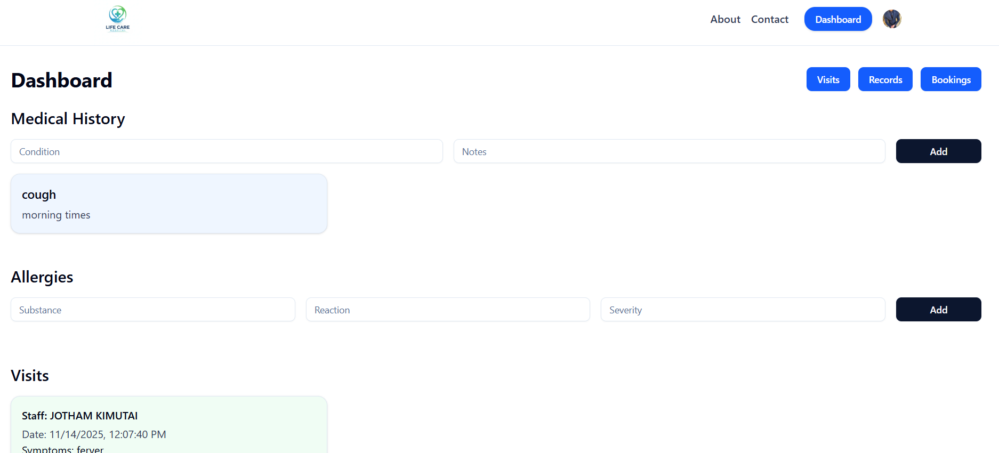 LIFE CARE
HOSPITAL
About Contact Dashboard
Dashboard
Visits Records Bookings
Medical History
Condition Notes Add
cough
morning times
Allergies
Substance Reaction Severity Add
Visits
Staff: JOTHAM KIMUTAI
Date: 11/14/2025, 12:07:40 PM
Symptoms: ferver